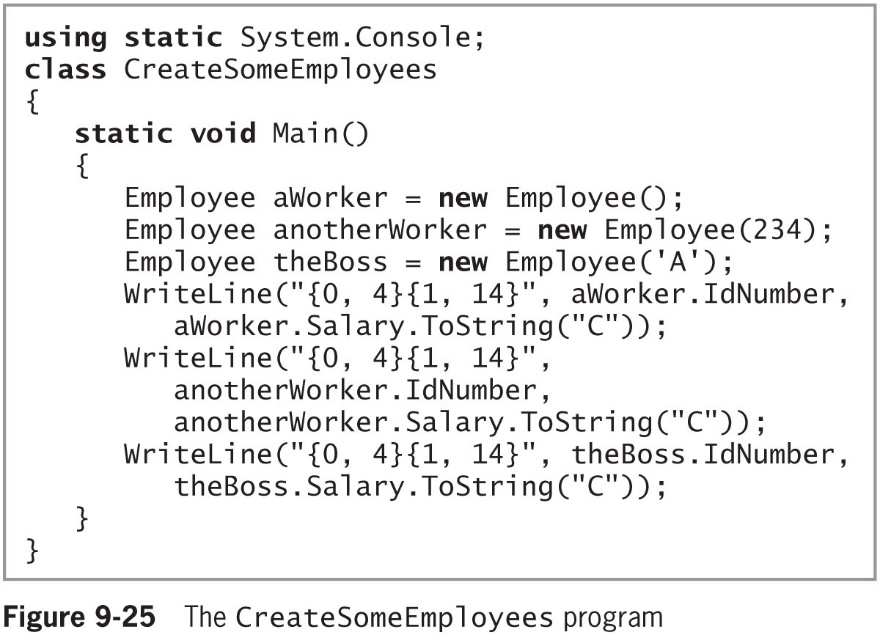 using static System.Console;
class CreateSomeEmployees
{
   static void Main()
   {
      Employee aWorker = new Employee();
      Employee anotherWorker = new Employee(234);
      Employee theBoss = new Employee('A');
      WriteLine("{0, 4}{1, 14}", aWorker.IdNumber,
         aWorker.Salary.ToString("C"));
      WriteLine("{0, 4}{1, 14}",
         anotherWorker.IdNumber,
         anotherWorker.Salary.ToString("C"));
      WriteLine("{0, 4}{1, 14}", theBoss.IdNumber,
         theBoss.Salary.ToString("C"));
   }
}
Figure 9-25 The CreateSomeEmployees program